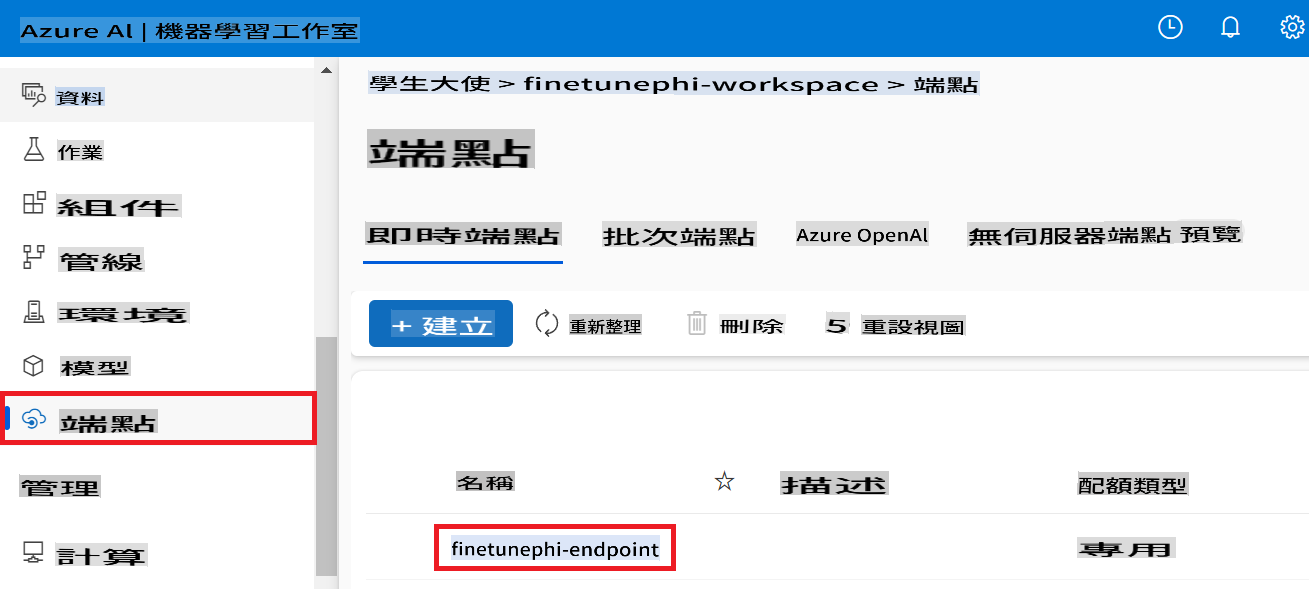 Azure Al | 機器學習工作室
資料
作業
組件
管線
環境
模型
端點
管理
計算
學生大使 > finetunephi-workspace > 端點
端點
即時端點 批次端點 Azure OpenAl 無伺服器端點 預覽
+ 建立 重新整理 刪除 5 重設視圖
名稱 描述 配額類型
finetunephi-endpoint 專用